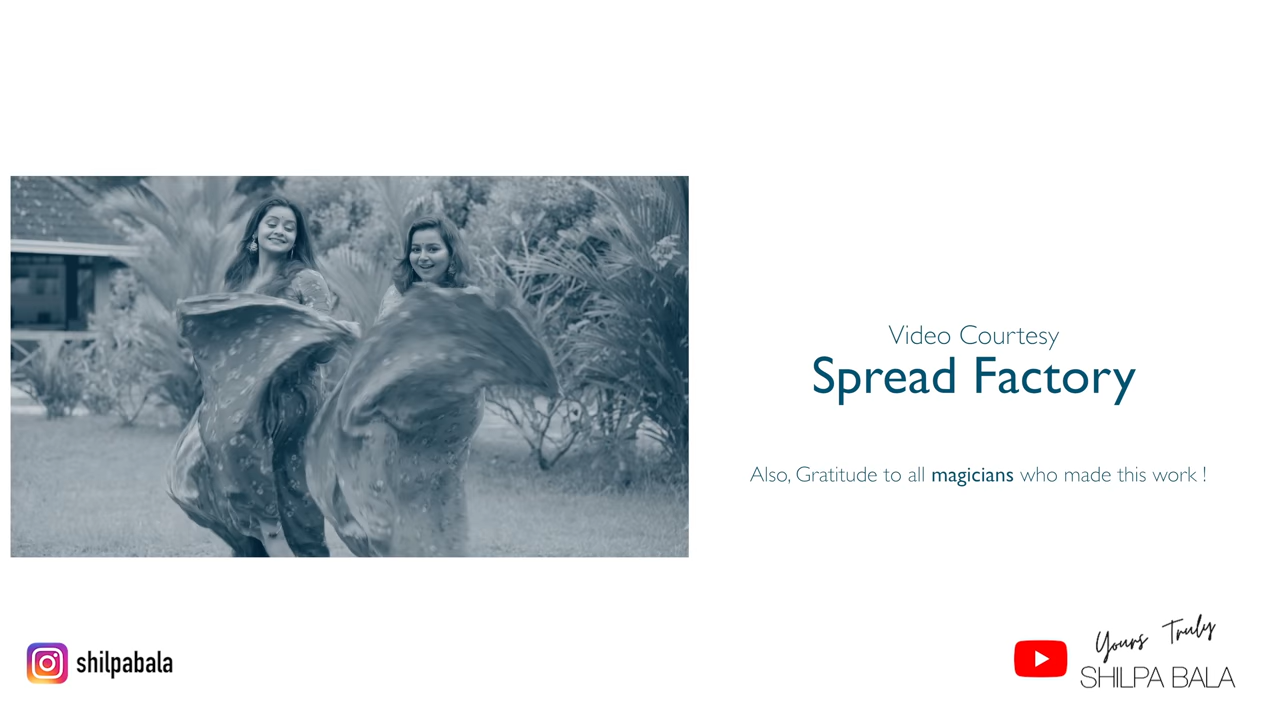 Video Courtesy
Spread Factory
Also, Gratitude to all magicians who made this work !
shilpabala
Yours Truly
SHILPA BALA